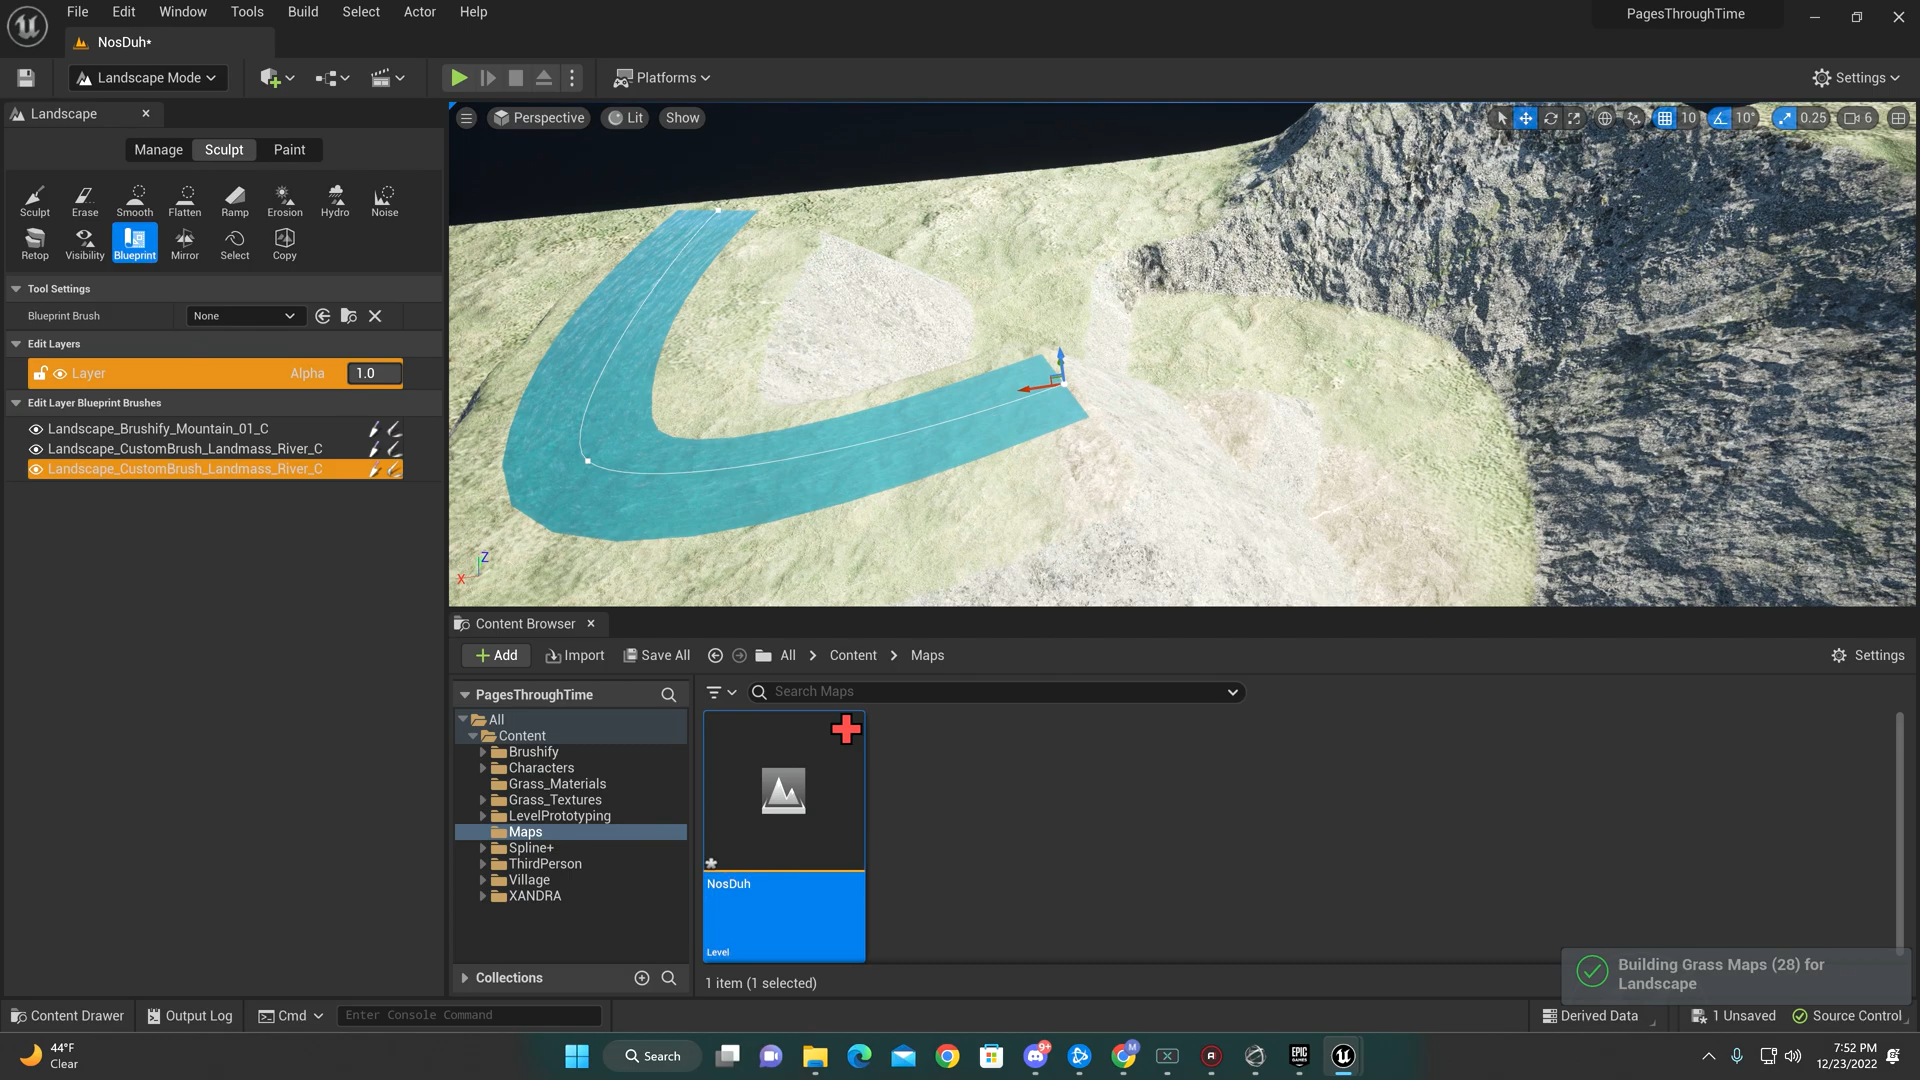 File Edit Window Tools Build Select Actor Help
PagesThroughTime
NosDuh*
Landscape Mode
Platforms
Settings
Landscape
Perspective Lit Show
10 10° 0.25 6
Manage Sculpt Paint
Sculpt Erase Smooth Flatten Ramp Erosion Hydro Noise
Retop Visibility Blueprint Mirror Select Copy
Tool Settings
Blueprint Brush None
Edit Layers
Layer Alpha 1.0
Edit Layer Blueprint Brushes
Landscape_Brushify_Mountain_01_C
Landscape_CustomBrush_Landmass_River_C
Landscape_CustomBrush_Landmass_River_C
Z
X
Content Browser
Add Import Save All All Content Maps Settings
PagesThroughTime
Search Maps
All
Content
Brushify
Characters
Grass_Materials
Grass_Textures
LevelPrototyping
Maps
Spline+
ThirdPerson
Village
XANDRA
NosDuh
Level
Collections
1 item (1 selected)
Building Grass Maps (28) for
Landscape
Content Drawer Output Log Cmd Enter Console Command Derived Data 1 Unsaved Source Control
44°F
Clear
Search
9+
M
EPIC
GAMES
7:52 PM
12/23/2022